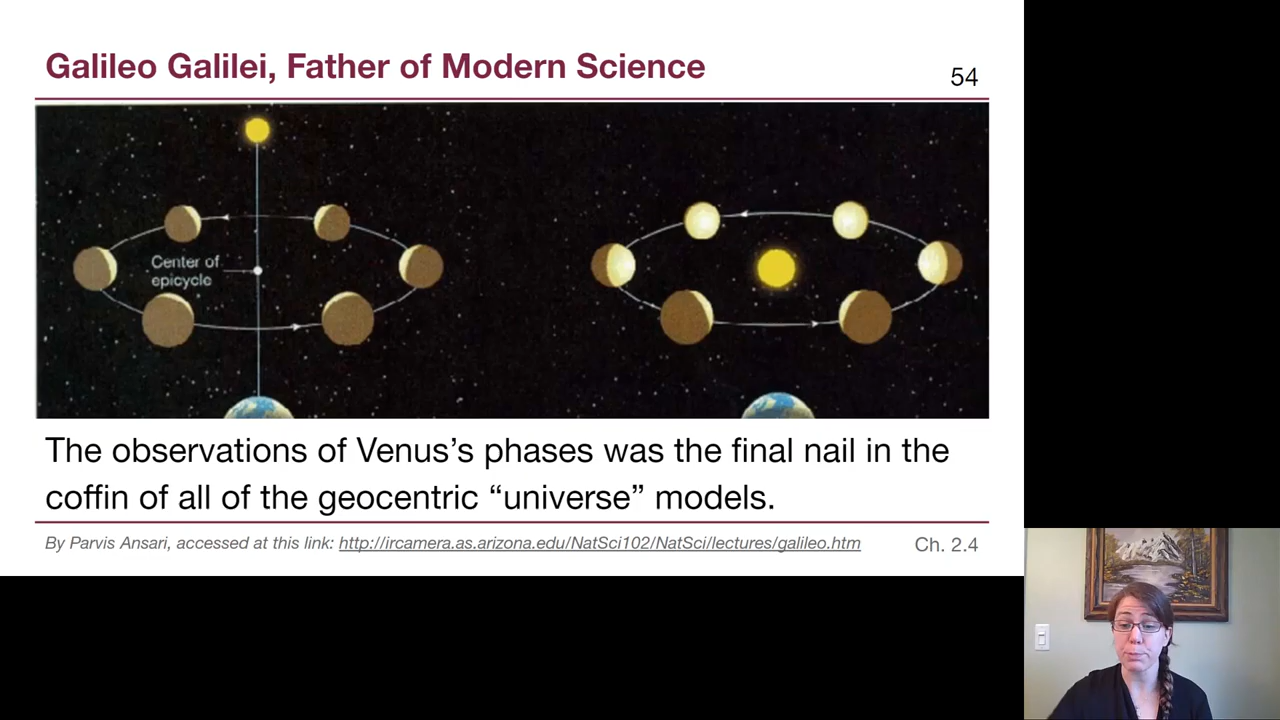 Galileo Galilei, Father of Modern Science
54
Center of
epicycle
The observations of Venus’s phases was the final nail in the
coffin of all of the geocentric “universe” models.
By Parvis Ansari, accessed at this link: http://ircamera.as.arizona.edu/NatSci102/NatSci/lectures/galileo.htm
Ch. 2.4